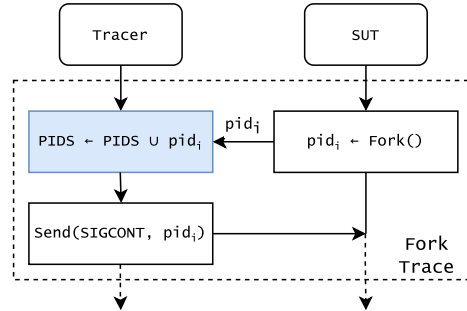 Tracer
SUT
PIDS ← PIDS ∪ pidᵢ
pidᵢ
pidᵢ ← Fork()
Send(SIGCONT, pidᵢ)
Fork
Trace